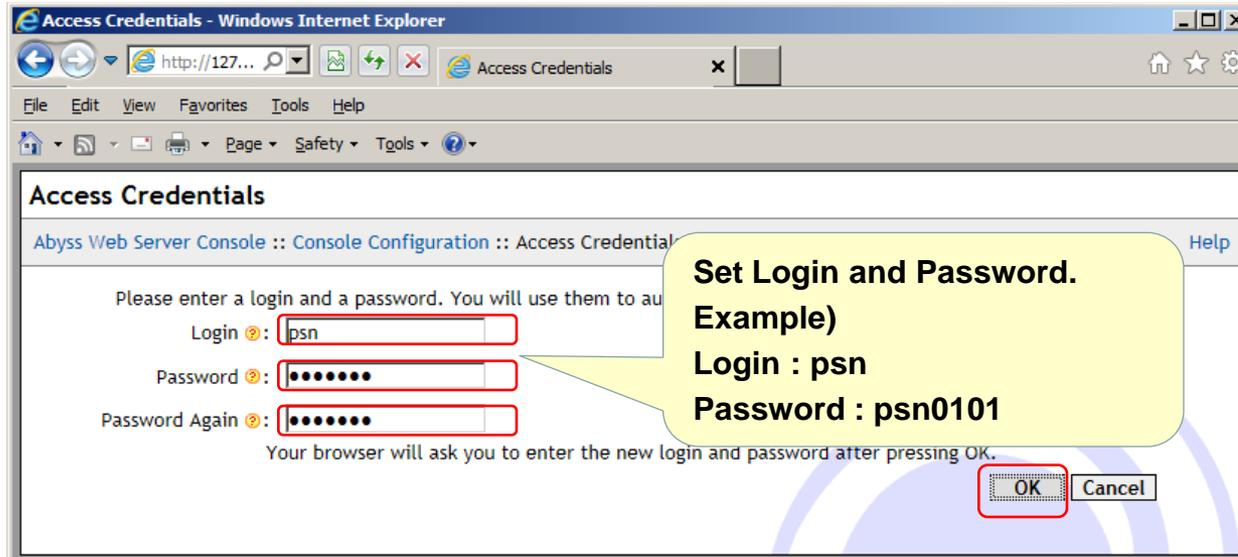 Access Credentials - Windows Internet Explorer
http://127...
Access Credentials
File Edit View Favorites Tools Help
Page Safety Tools
Access Credentials
Abyss Web Server Console :: Console Configuration :: Access Credentials
Help
Please enter a login and a password. You will use them to au
Login : psn
Password : •••••••
Password Again : •••••••
Your browser will ask you to enter the new login and password after pressing OK.
OK Cancel
Set Login and Password.
Example)
Login : psn
Password : psn0101